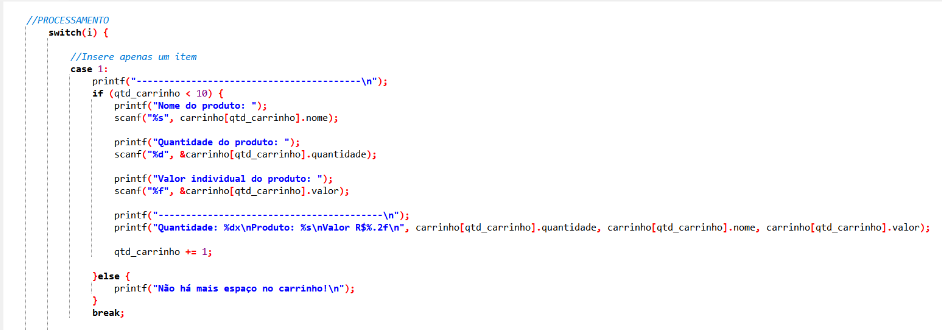 //PROCESSAMENTO
switch(i) {
//Insere apenas um item
case 1:
printf("-----------------------------------------\n");
if (qtd_carrinho < 10) {
printf("Nome do produto: ");
scanf("%s", carrinho[qtd_carrinho].nome);
printf("Quantidade do produto: ");
scanf("%d", &carrinho[qtd_carrinho].quantidade);
printf("Valor individual do produto: ");
scanf("%f", &carrinho[qtd_carrinho].valor);
printf("-----------------------------------------\n");
printf("Quantidade: %dx\nProduto: %s\nValor R$%.2f\n", carrinho[qtd_carrinho].quantidade, carrinho[qtd_carrinho].nome, carrinho[qtd_carrinho].valor);
qtd_carrinho += 1;
}else {
printf("Não há mais espaço no carrinho!\n");
}
break;